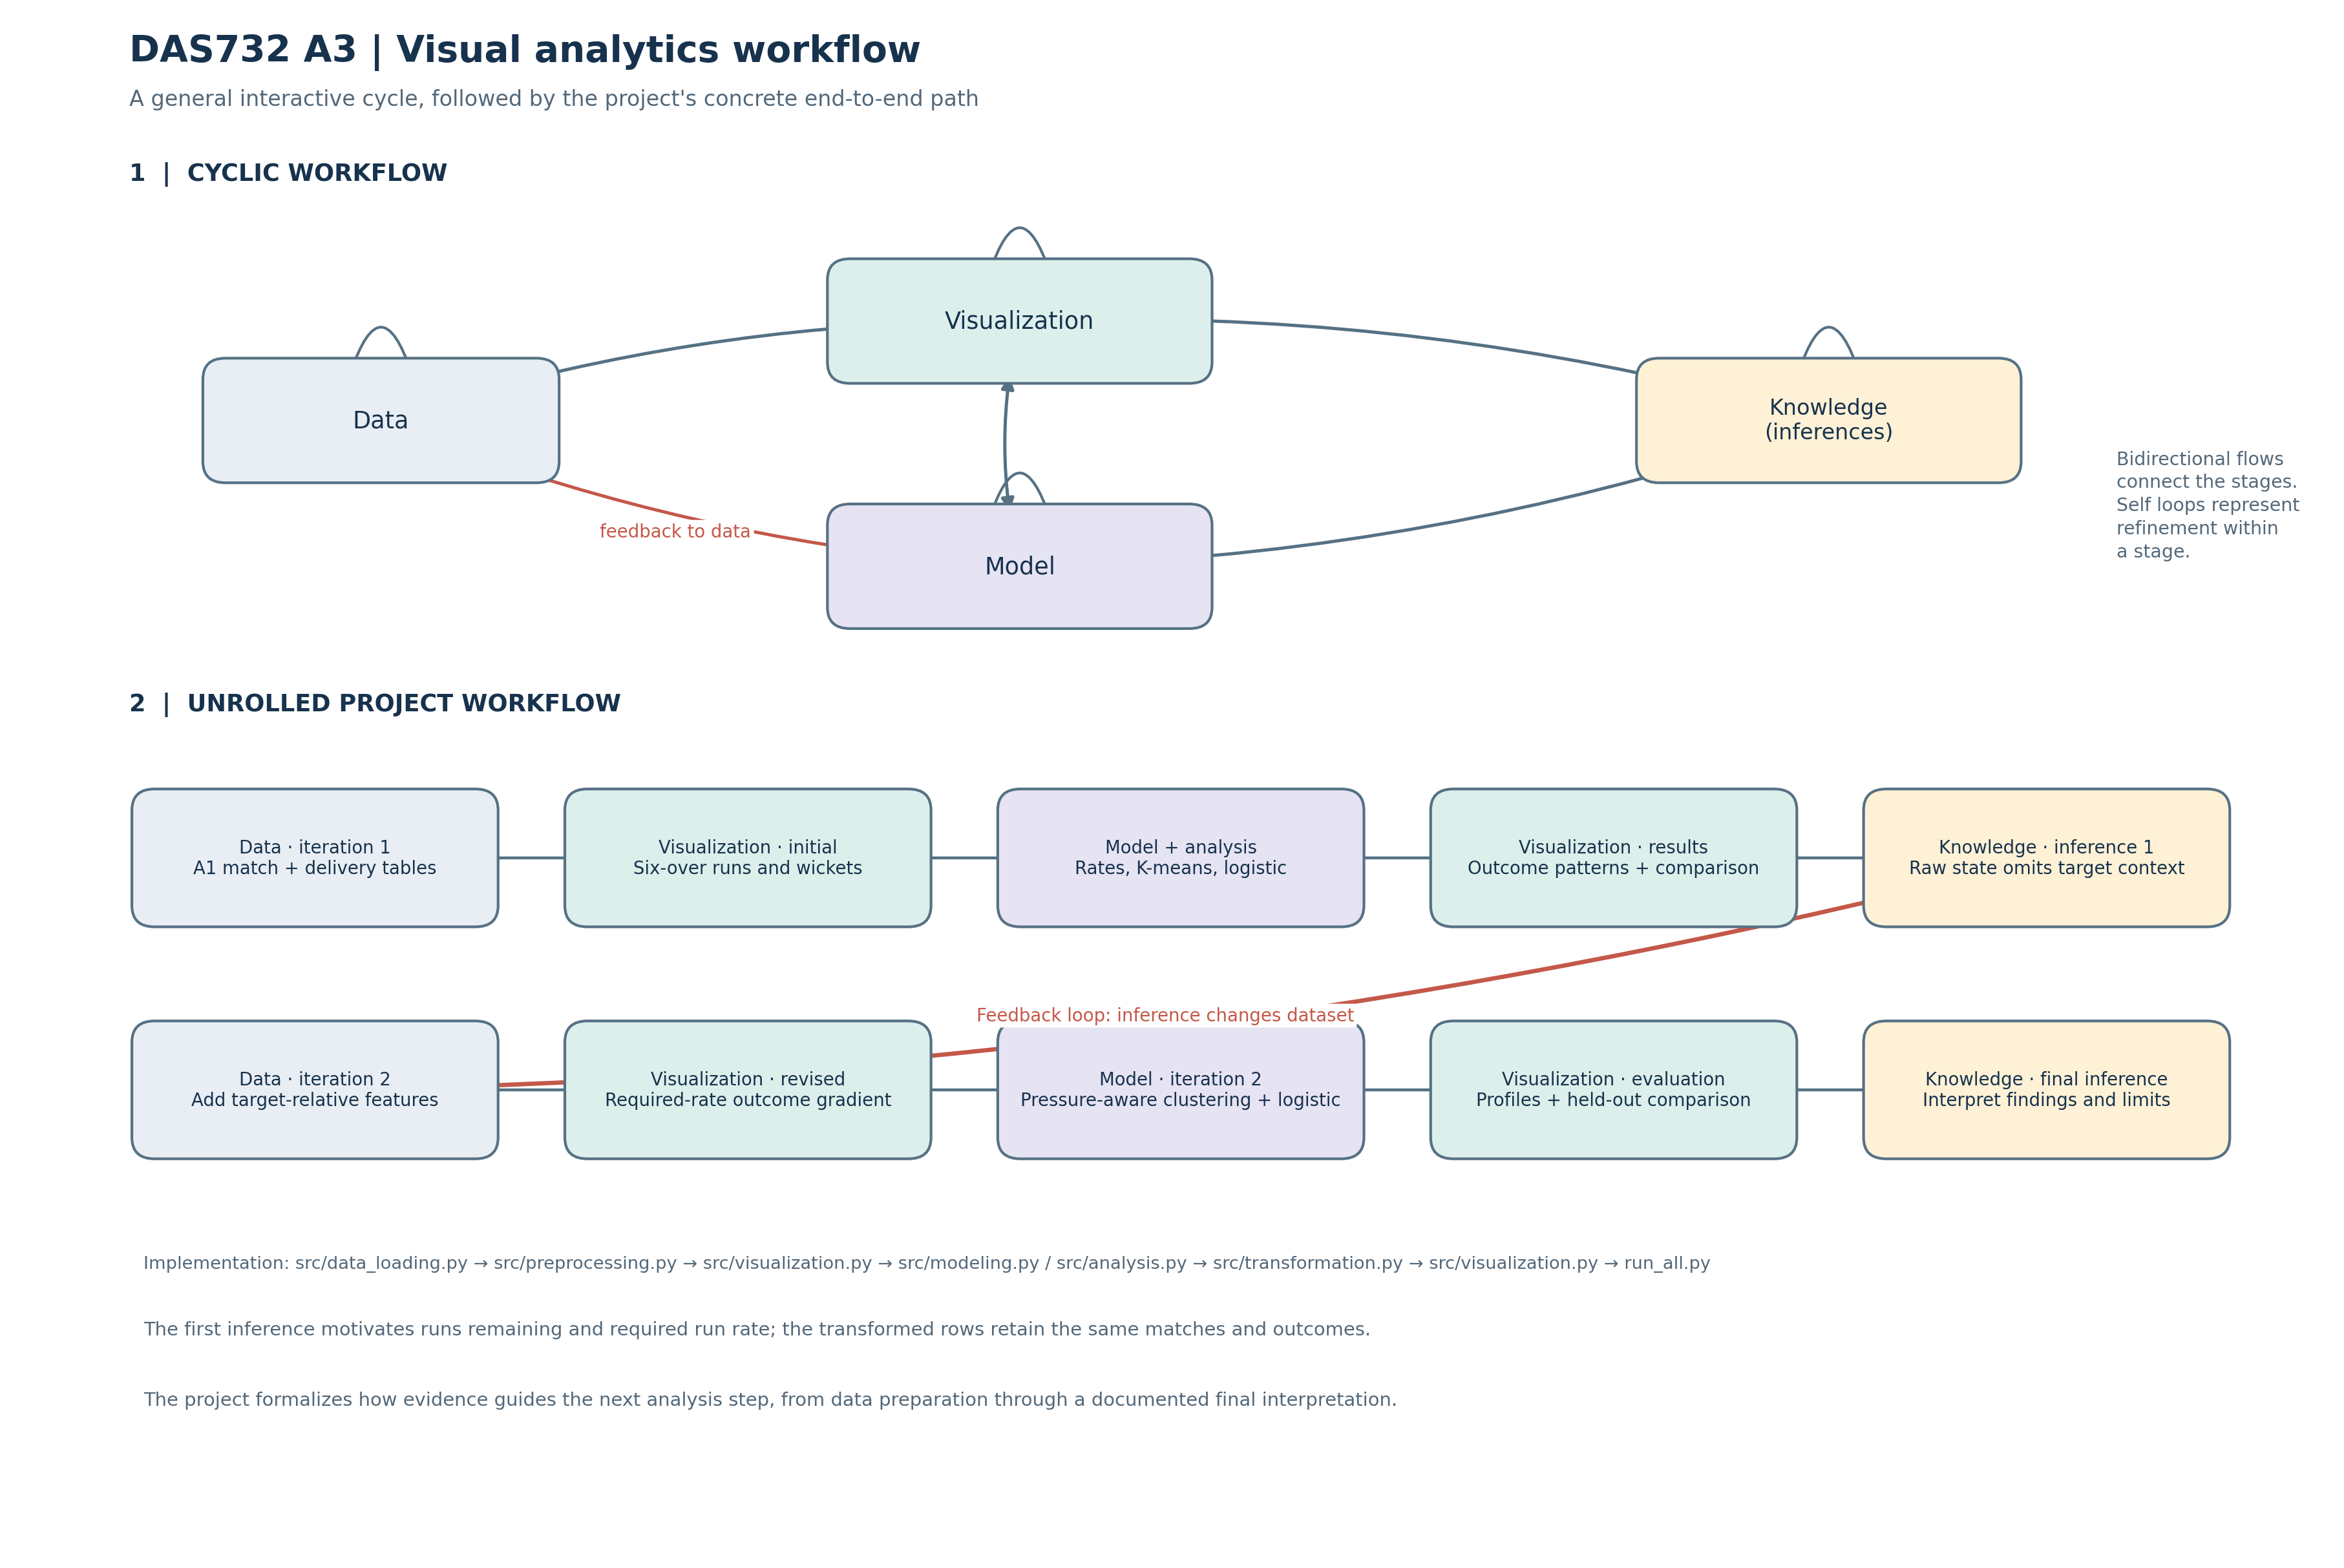 DAS732 A3 | Visual analytics workflow
A general interactive cycle, followed by the project's concrete end-to-end path
1 | CYCLIC WORKFLOW
Visualization
Data
Knowledge
(inferences)
Bidirectional flows
connect the stages.
Self loops represent
refinement within
a stage.
feedback to data
Model
2 | UNROLLED PROJECT WORKFLOW
Data · iteration 1
A1 match + delivery tables
Visualization · initial
Six-over runs and wickets
Model + analysis
Rates, K-means, logistic
Visualization · results
Outcome patterns + comparison
Knowledge · inference 1
Raw state omits target context
Feedback loop: inference changes dataset
Data · iteration 2
Add target-relative features
Visualization · revised
Required-rate outcome gradient
Model · iteration 2
Pressure-aware clustering + logistic
Visualization · evaluation
Profiles + held-out comparison
Knowledge · final inference
Interpret findings and limits
Implementation: src/data_loading.py → src/preprocessing.py → src/visualization.py → src/modeling.py / src/analysis.py → src/transformation.py → src/visualization.py → run_all.py
The first inference motivates runs remaining and required run rate; the transformed rows retain the same matches and outcomes.
The project formalizes how evidence guides the next analysis step, from data preparation through a documented final interpretation.